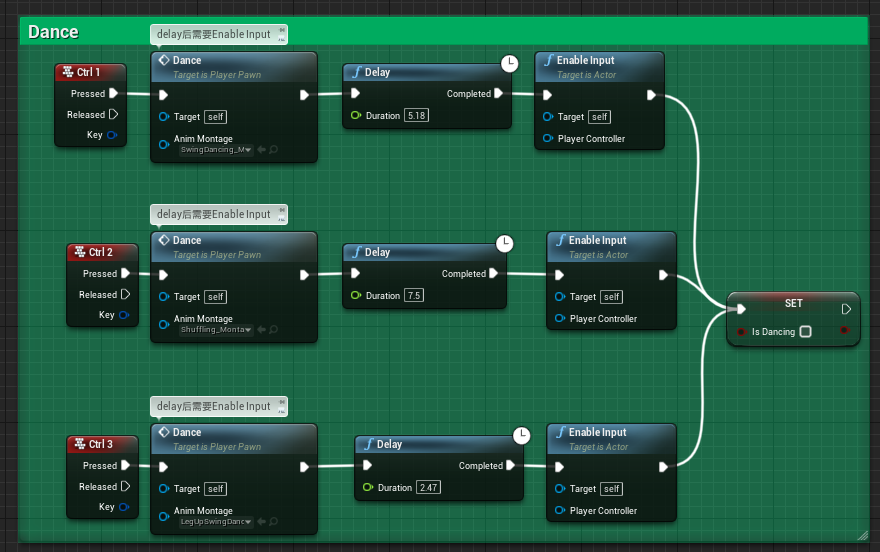 Dance
delay后需要Enable Input
Ctrl 1
Pressed
Released
Key
Dance
Target is Player Pawn
Target self
Anim Montage
SwingDancing_M
Delay
Completed
Duration 5.18
Enable Input
Target is Actor
Target self
Player Controller
delay后需要Enable Input
Ctrl 2
Pressed
Released
Key
Dance
Target is Player Pawn
Target self
Anim Montage
Shuffling_Monta
Delay
Completed
Duration 7.5
Enable Input
Target is Actor
Target self
Player Controller
SET
Is Dancing
delay后需要Enable Input
Ctrl 3
Pressed
Released
Key
Dance
Target is Player Pawn
Target self
Anim Montage
LegUpSwingDanc
Delay
Completed
Duration 2.47
Enable Input
Target is Actor
Target self
Player Controller